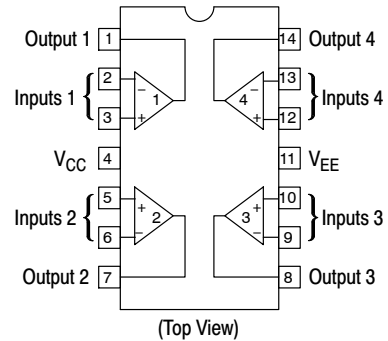 Output 1 1 14 Output 4
Inputs 1 { 2 − 1 − 13 } Inputs 4
3 + 4 + 12
VCC 4 11 VEE
Inputs 2 { 5 + 2 + 10 } Inputs 3
6 − 3 − 9
Output 2 7 8 Output 3
(Top View)